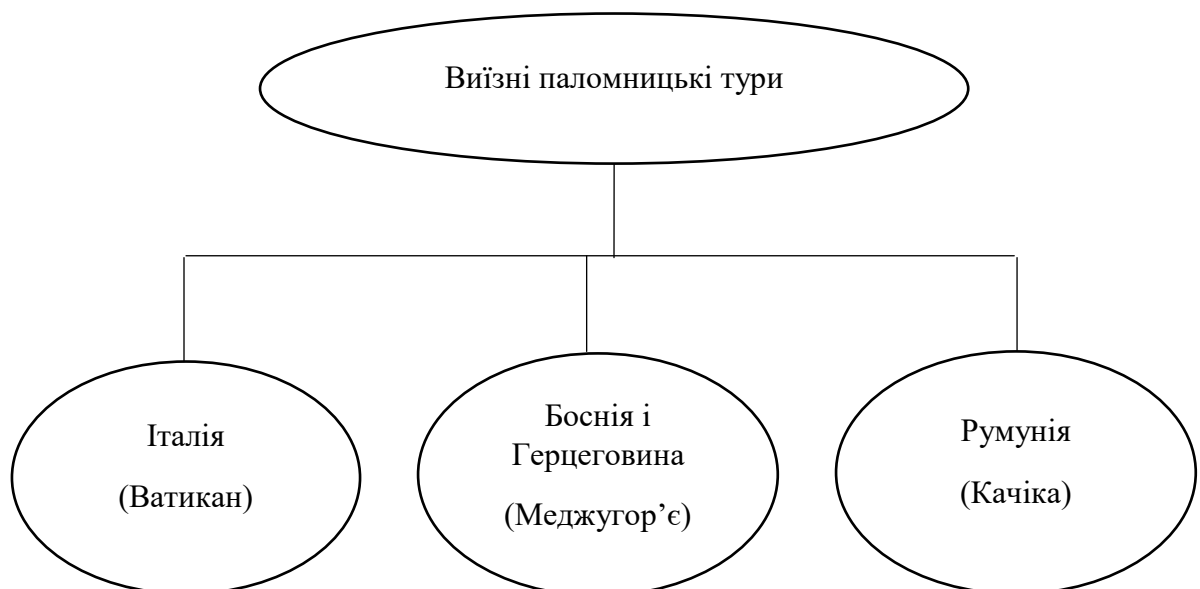 Виїзні паломницькі тури
Італія
(Ватикан)
Боснія і
Герцеговина
(Меджугор’є)
Румунія
(Качіка)